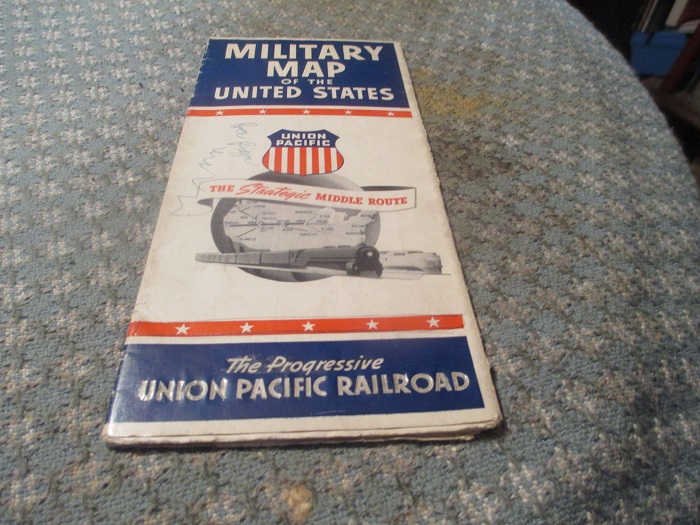 MILITARY
MAP
OF THE
UNITED STATES
UNION
PACIFIC
THE Strategic MIDDLE ROUTE
The Progressive
UNION PACIFIC RAILROAD